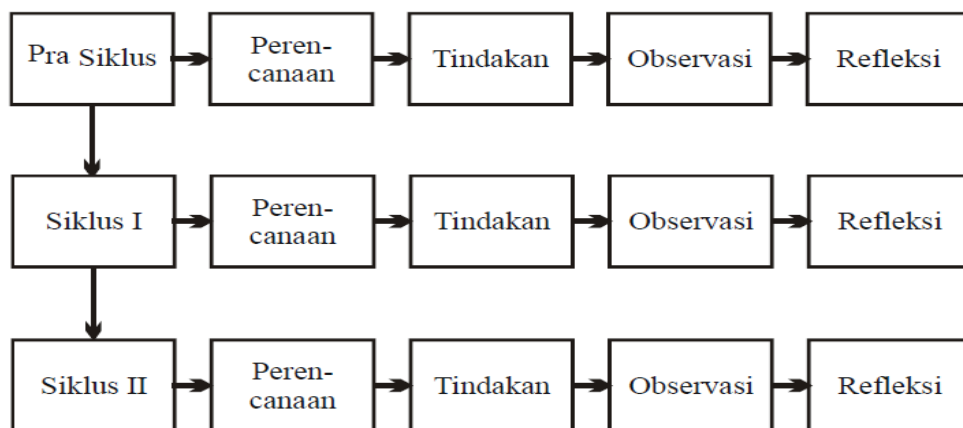 Pra Siklus
Peren-
canaan
Tindakan
Observasi
Refleksi
Siklus I
Peren-
canaan
Tindakan
Observasi
Refleksi
Siklus II
Peren-
canaan
Tindakan
Observasi
Refleksi